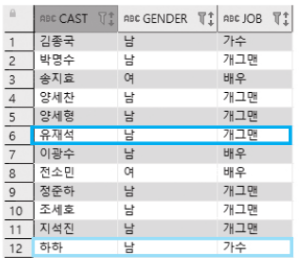 ABC CAST ABC GENDER ABC JOB
1 김종국 남 가수
2 박명수 남 개그맨
3 송지효 여 배우
4 양세찬 남 개그맨
5 양세형 남 개그맨
6 유재석 남 개그맨
7 이광수 남 배우
8 전소민 여 배우
9 정준하 남 개그맨
10 조세호 남 개그맨
11 지석진 남 개그맨
12 하하 남 가수